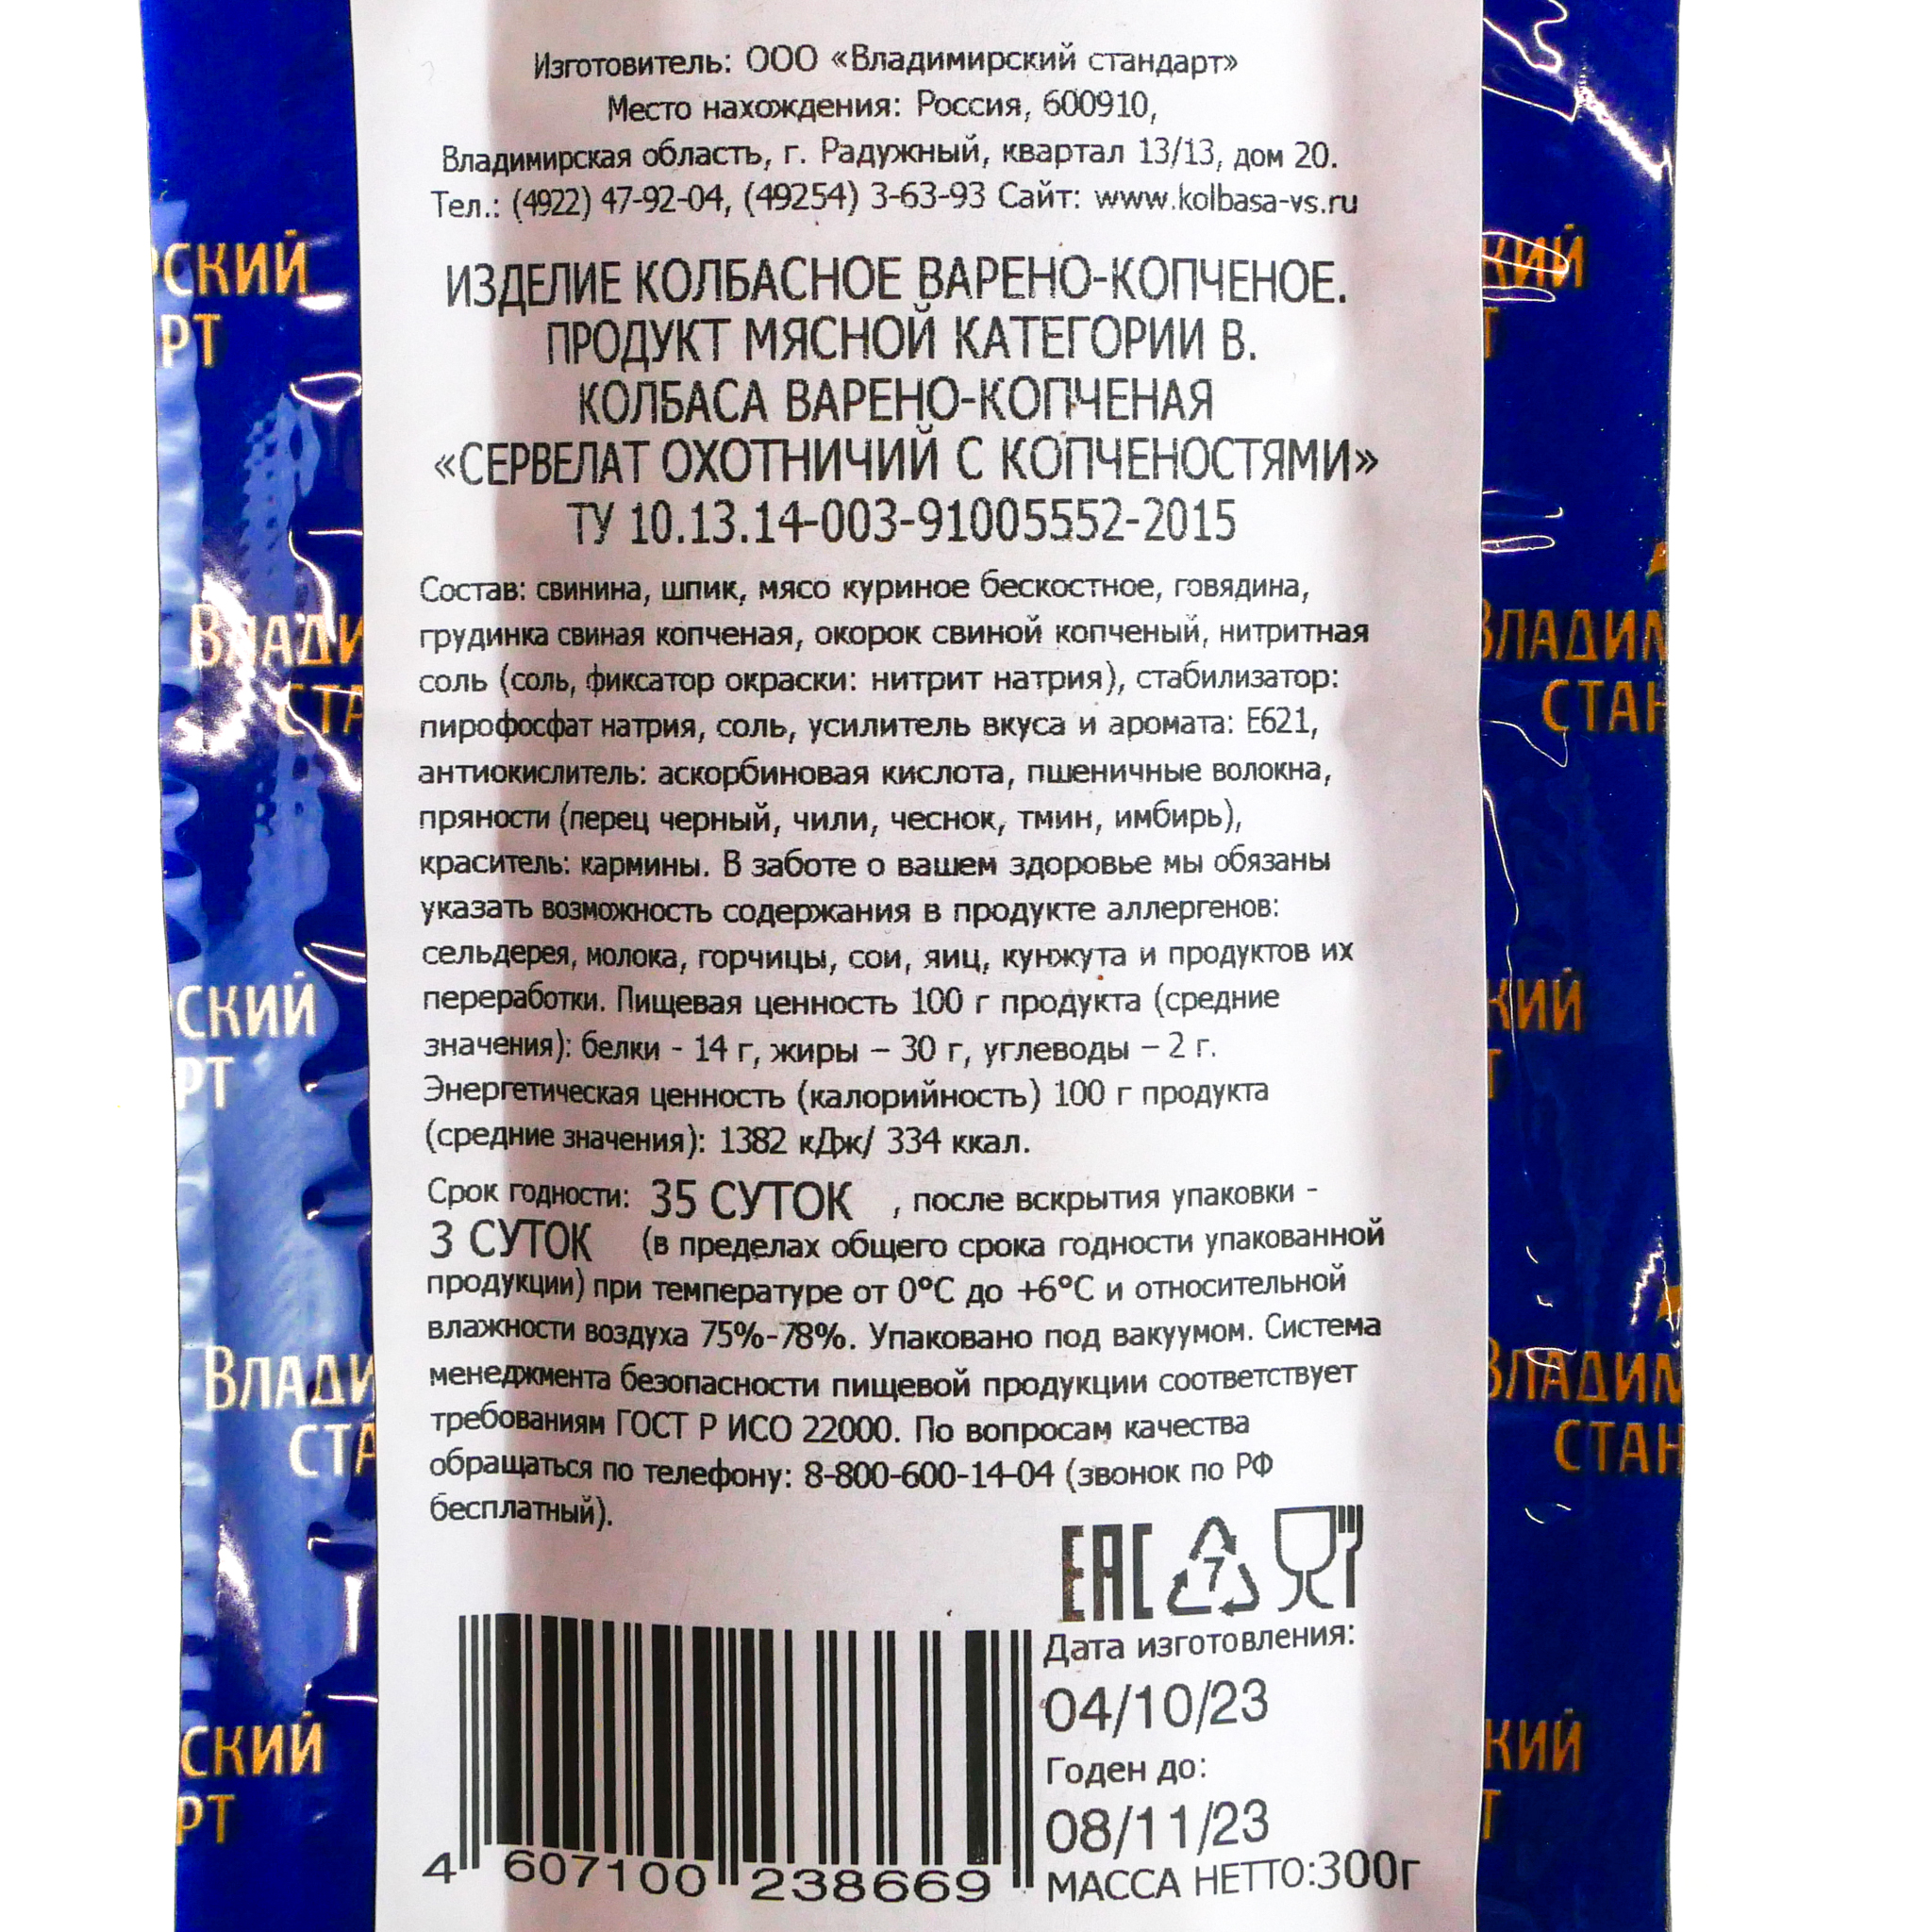 Изготовитель: ООО «Владимирский стандарт»
Место нахождения: Россия, 600910,
Владимирская область, г. Радужный, квартал 13/13, дом 20.
Тел.: (4922) 47-92-04, (49254) 3-63-93 Сайт: www.kolbasa-vs.ru
ИЗДЕЛИЕ КОЛБАСНОЕ ВАРЕНО-КОПЧЕНОЕ.
ПРОДУКТ МЯСНОЙ КАТЕГОРИИ В.
КОЛБАСА ВАРЕНО-КОПЧЕНАЯ
«СЕРВЕЛАТ ОХОТНИЧИЙ С КОПЧЕНОСТЯМИ»
ТУ 10.13.14-003-91005552-2015
Состав: свинина, шпик, мясо куриное бескостное, говядина,
грудинка свиная копченая, окорок свиной копченый, нитритная
соль (соль, фиксатор окраски: нитрит натрия), стабилизатор:
пирофосфат натрия, соль, усилитель вкуса и аромата: Е621,
антиокислитель: аскорбиновая кислота, пшеничные волокна,
пряности (перец черный, чили, чеснок, тмин, имбирь),
краситель: кармины. В заботе о вашем здоровье мы обязаны
указать возможность содержания в продукте аллергенов:
сельдерея, молока, горчицы, сои, яиц, кунжута и продуктов их
переработки. Пищевая ценность 100 г продукта (средние
значения): белки - 14 г, жиры – 30 г, углеводы – 2 г.
Энергетическая ценность (калорийность) 100 г продукта
(средние значения): 1382 кДж/ 334 ккал.
Срок годности: 35 СУТОК , после вскрытия упаковки -
3 СУТОК (в пределах общего срока годности упакованной
продукции) при температуре от 0°С до +6°С и относительной
влажности воздуха 75%-78%. Упаковано под вакуумом. Система
менеджмента безопасности пищевой продукции соответствует
требованиям ГОСТ Р ИСО 22000. По вопросам качества
обращаться по телефону: 8-800-600-14-04 (звонок по РФ
бесплатный).
ЕАС 7
Дата изготовления:
04/10/23
Годен до:
08/11/23
МАССА НЕТТО:300г
4 607100 238669